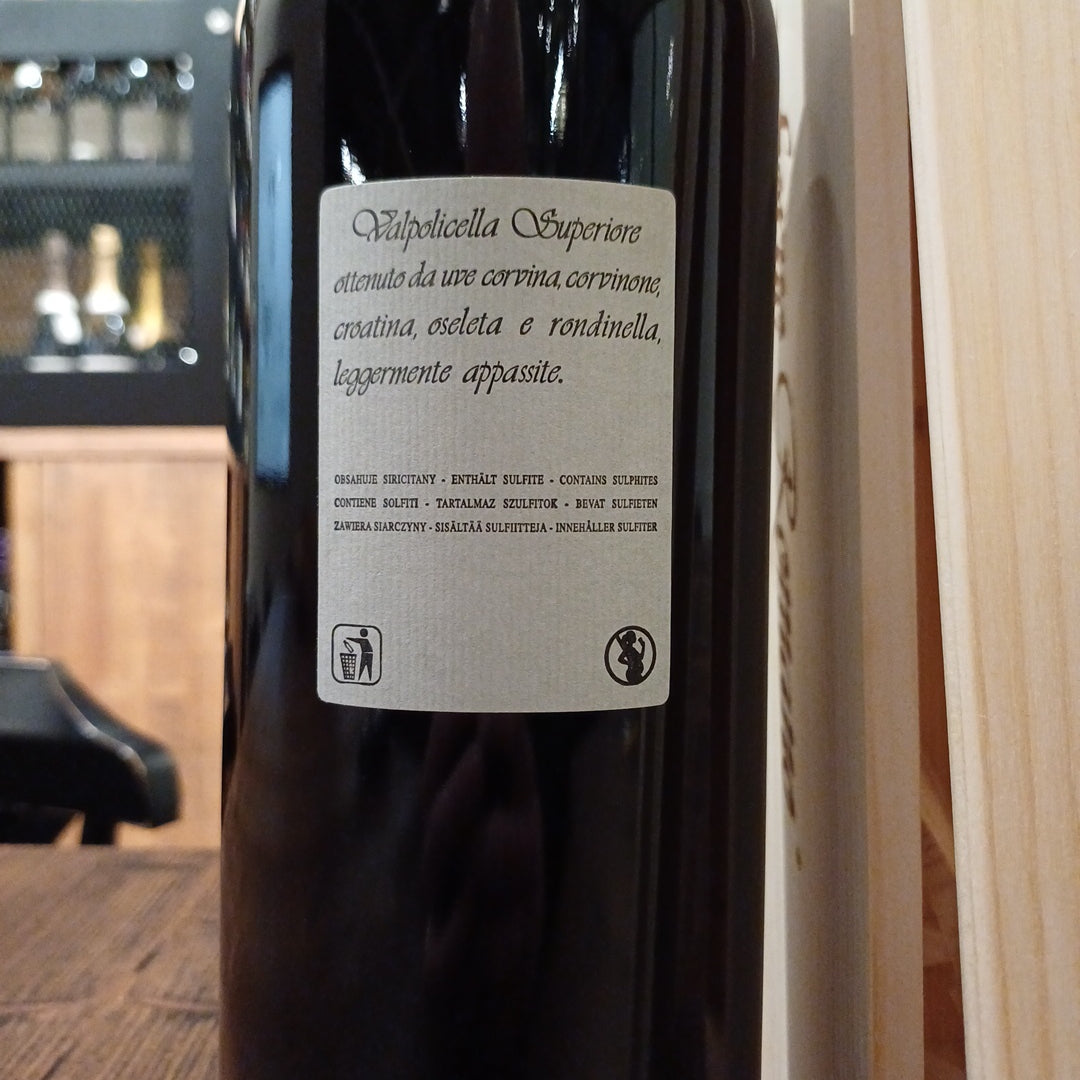 Valpolicella Superiore
ottenuto da uve corvina, corvinone,
croatina, oseleta e rondinella,
leggermente appassite.
OBSAHUJE SIRICITANY - ENTHÄLT SULFITE - CONTAINS SULPHITES
CONTIENE SOLFITI - TARTALMAZ SZULFITOK - BEVAT SULFIETEN
ZAWIERA SIARCZYNY - SISÄLTÄÄ SULFIITTEJA - INNEHÅLLER SULFITER